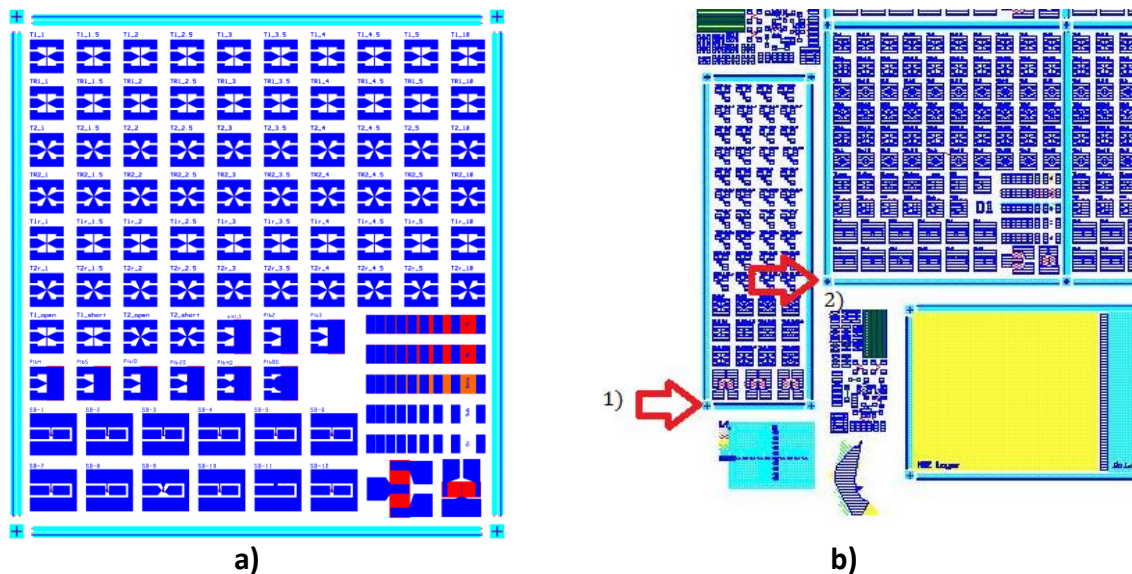 T1_1 T1_1.5 T1_2 T1_2.5 T1_3 T1_3.5 T1_4 T1_4.5 T1_5 T1_10
TR1_1 TR1_1.5 TR1_2 TR1_2.5 TR1_3 TR1_3.5 TR1_4 TR1_4.5 TR1_5 TR1_10
T2_1 T2_1.5 T2_2 T2_2.5 T2_3 T2_3.5 T2_4 T2_4.5 T2_5 T2_10
TR2_1 TR2_1.5 TR2_2 TR2_2.5 TR2_3 TR2_3.5 TR2_4 TR2_4.5 TR2_5 TR2_10
T1r_1 T1r_1.5 T1r_2 T1r_2.5 T1r_3 T1r_3.5 T1r_4 T1r_4.5 T1r_5 T1r_10
T2r_1 T2r_1.5 T2r_2 T2r_2.5 T2r_3 T2r_3.5 T2r_4 T2r_4.5 T2r_5 T2r_10
T1_open T1_short T2_open T2_short
SB-1 SB-2 SB-3 SB-4 SB-5 SB-6
SB-7 SB-8 SB-9 SB-10 SB-11 SB-12
a)
D1
2)
1)
Layer
b)